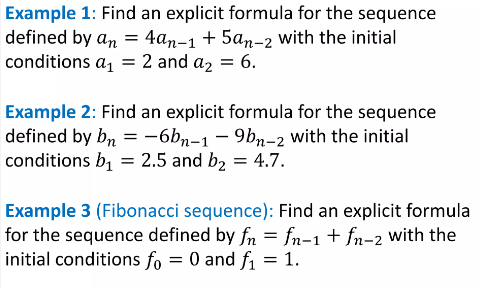 Example 1: Find an explicit formula for the sequence
defined by aₙ = 4aₙ₋₁ + 5aₙ₋₂ with the initial
conditions a₁ = 2 and a₂ = 6.
Example 2: Find an explicit formula for the sequence
defined by bₙ = −6bₙ₋₁ − 9bₙ₋₂ with the initial
conditions b₁ = 2.5 and b₂ = 4.7.
Example 3 (Fibonacci sequence): Find an explicit formula
for the sequence defined by fₙ = fₙ₋₁ + fₙ₋₂ with the
initial conditions f₀ = 0 and f₁ = 1.